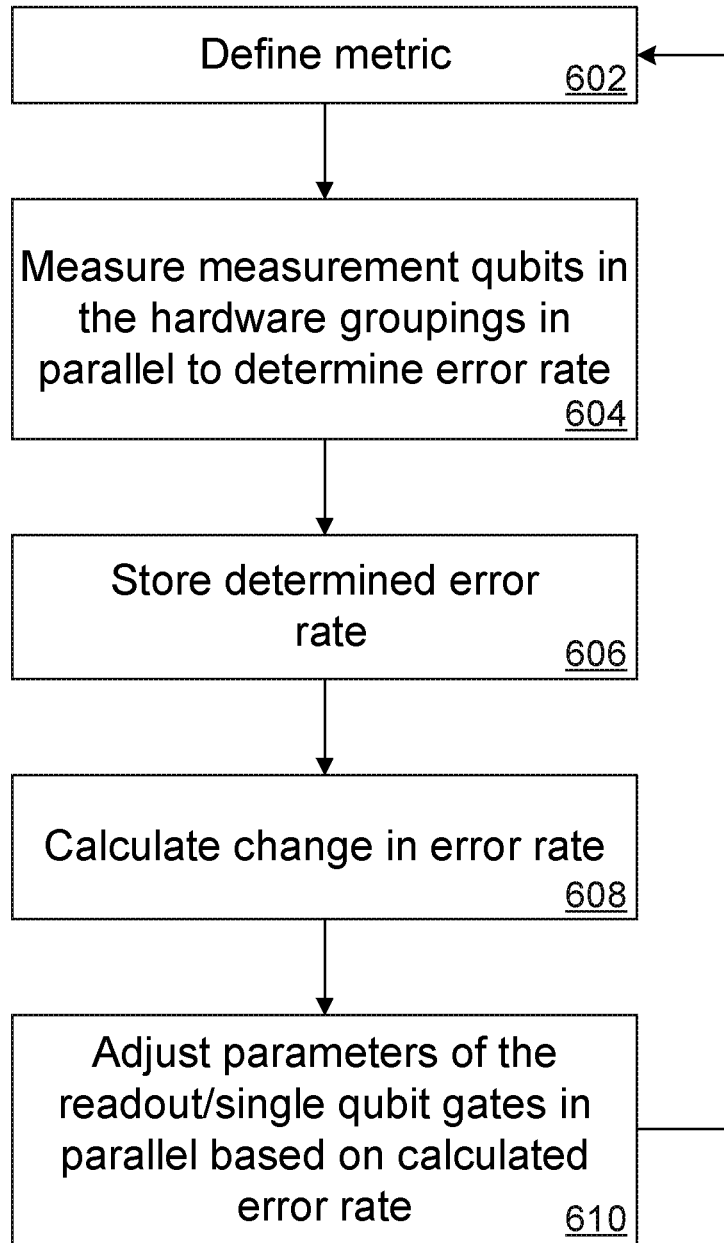 Define metric
602
Measure measurement qubits in
the hardware groupings in
parallel to determine error rate
604
Store determined error
rate
606
Calculate change in error rate
608
Adjust parameters of the
readout/single qubit gates in
parallel based on calculated
error rate
610